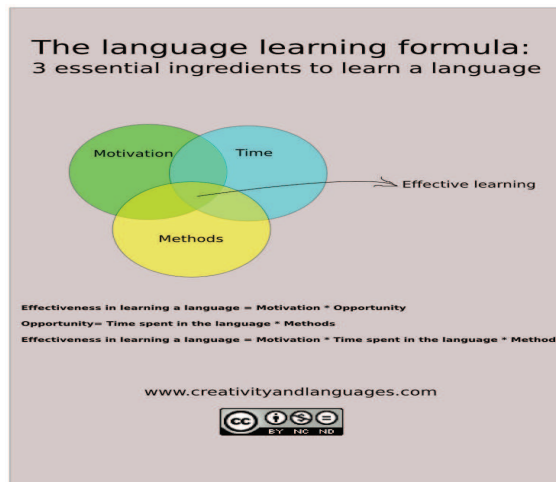 The language learning formula:
3 essential ingredients to learn a language
Motivation
Time
Effective learning
Methods
Effectiveness in learning a language = Motivation * Opportunity
Opportunity= Time spent in the language * Methods
Effectiveness in learning a language = Motivation * Time spent in the language * Method
www.creativityandlanguages.com
cc
BY NC ND